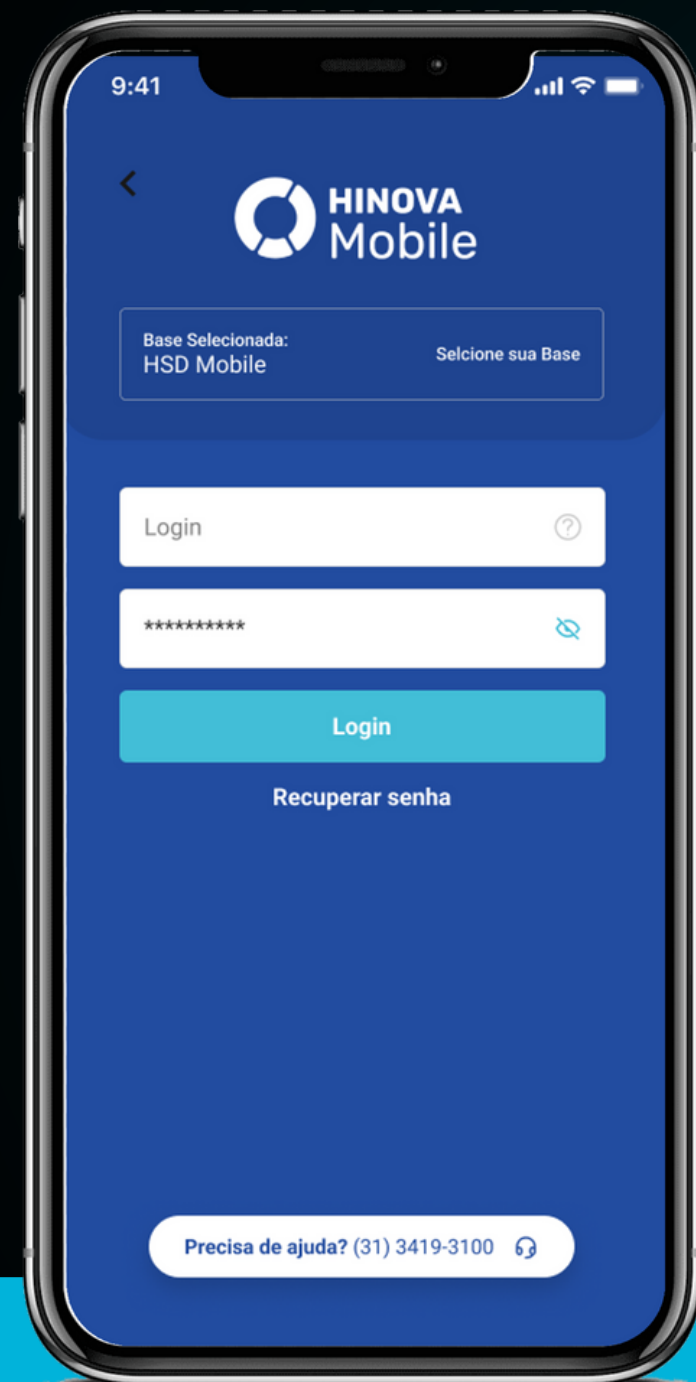 9:41
HINOVA
Mobile
Base Selecionada:
HSD Mobile
Selcione sua Base
Login
**********
Login
Recuperar senha
Precisa de ajuda? (31) 3419-3100